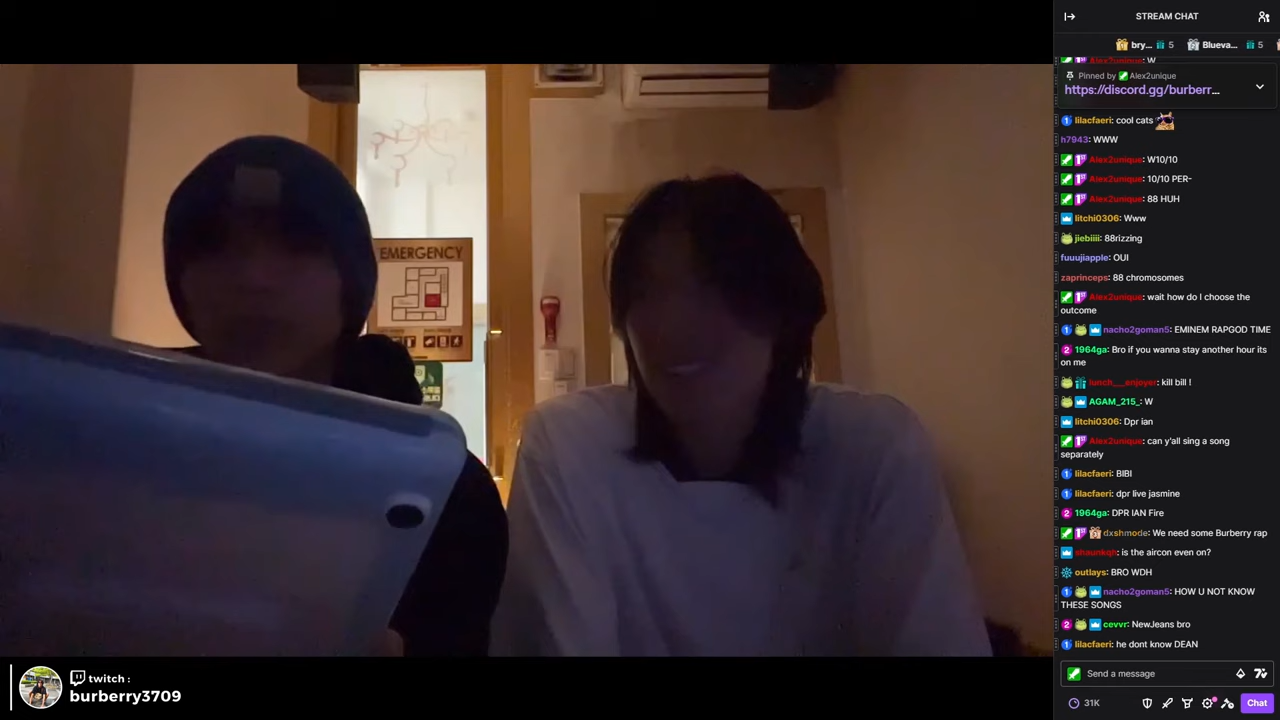 EMERGENCY
twitch :
burberry3709
STREAM CHAT
bry... 5
Blueva... 5
Alex2unique: W
Pinned by Alex2unique
https://discord.gg/burberr...
lilacfaeri: cool cats
h7943: WWW
Alex2unique: W10/10
Alex2unique: 10/10 PER-
Alex2unique: 88 HUH
litchi0306: Www
jiebiiii: 88rizzing
fuuujiapple: OUI
zaprinceps: 88 chromosomes
Alex2unique: wait how do I choose the
outcome
nacho2goman5: EMINEM RAPGOD TIME
1964ga: Bro if you wanna stay another hour its
on me
lunch__enjoyer: kill bill !
AGAM_215_: W
litchi0306: Dpr ian
Alex2unique: can y'all sing a song
separately
lilacfaeri: BIBI
lilacfaeri: dpr live jasmine
1964ga: DPR IAN Fire
dxshmode: We need some Burberry rap
shaunkqh: is the aircon even on?
outlays: BRO WDH
nacho2goman5: HOW U NOT KNOW
THESE SONGS
cevvr: NewJeans bro
lilacfaeri: he dont know DEAN
Send a message
31K
Chat